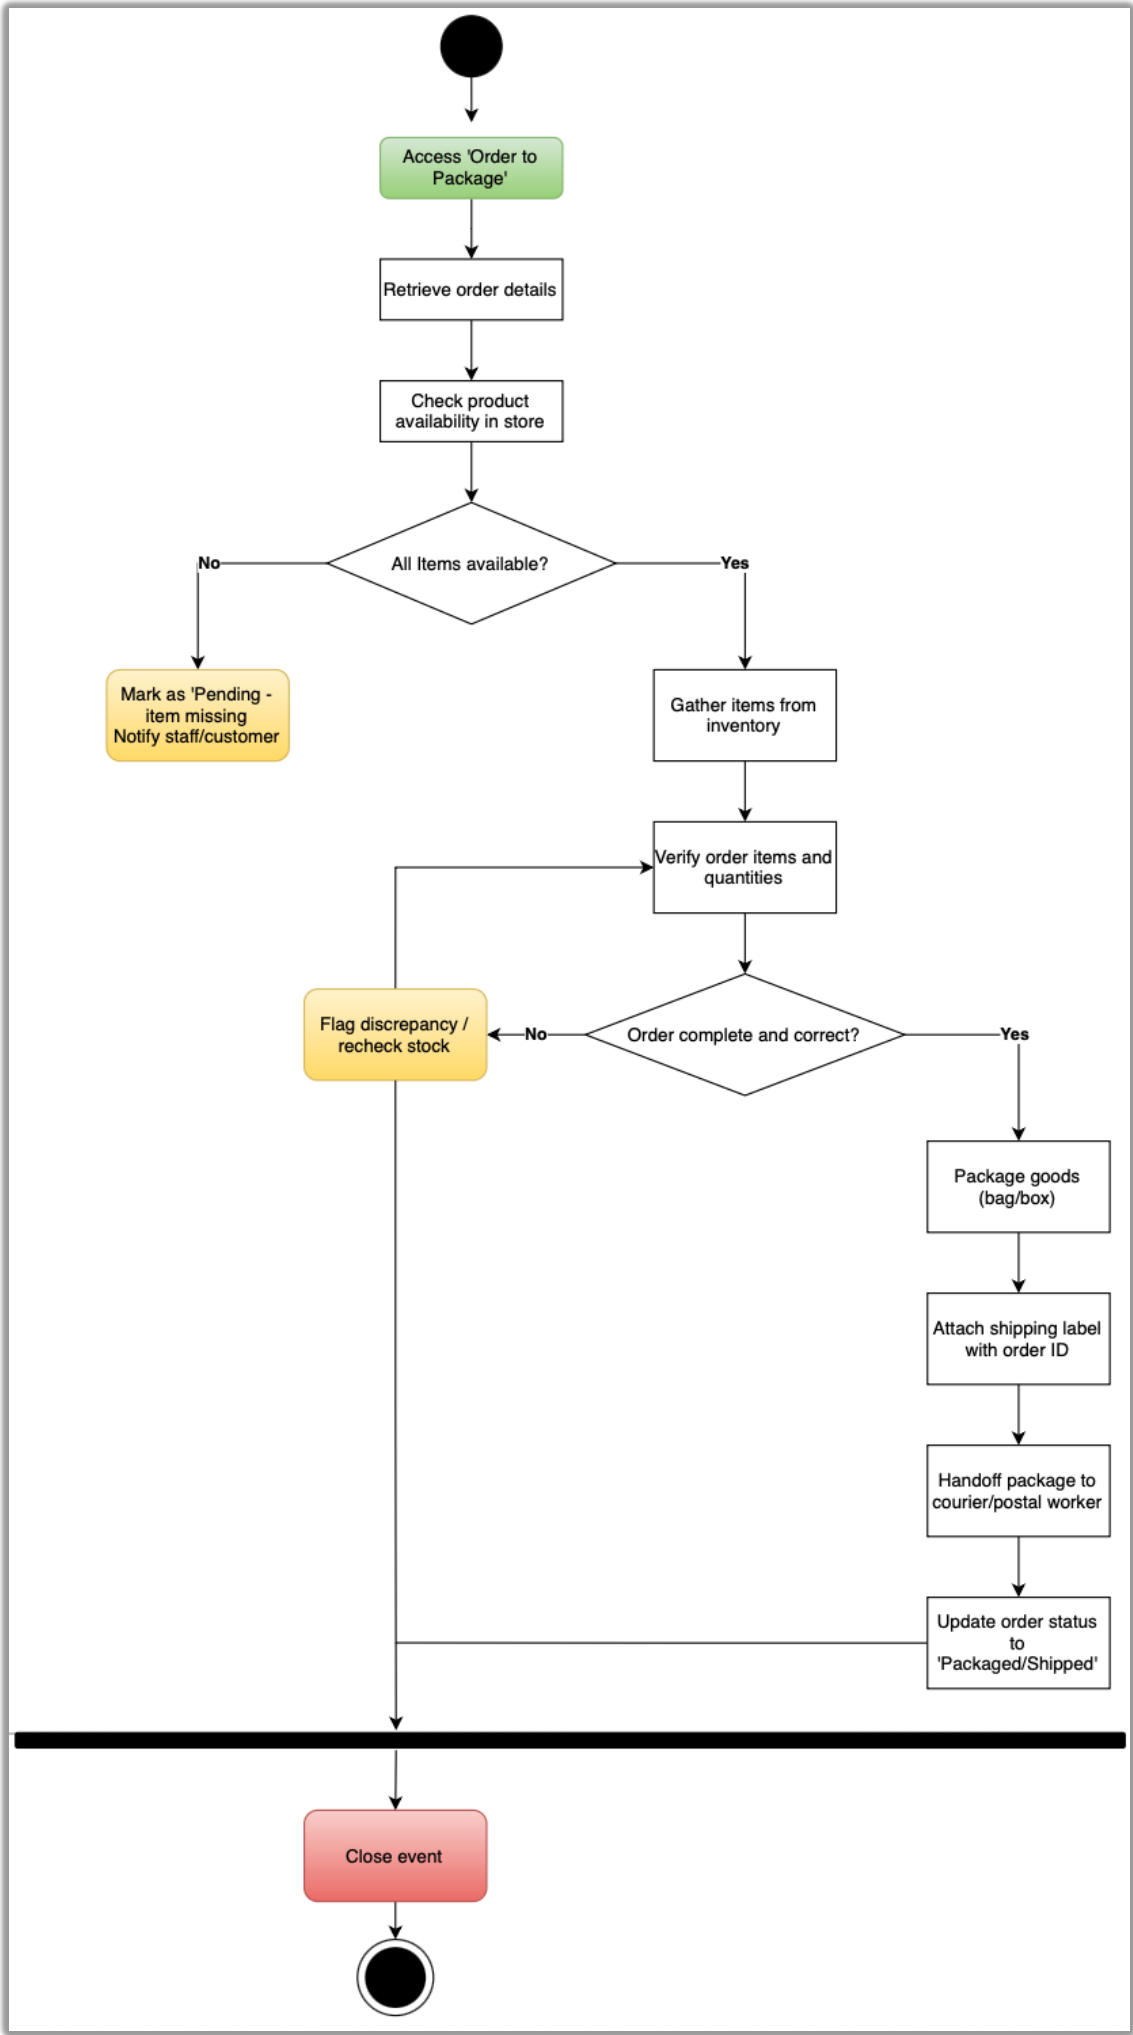 Access 'Order to
Package'
Retrieve order details
Check product
availability in store
All Items available?
No
Yes
Mark as 'Pending -
item missing
Notify staff/customer
Gather items from
inventory
Verify order items and
quantities
Flag discrepancy /
recheck stock
No
Order complete and correct?
Yes
Package goods
(bag/box)
Attach shipping label
with order ID
Handoff package to
courier/postal worker
Update order status
to
'Packaged/Shipped'
Close event